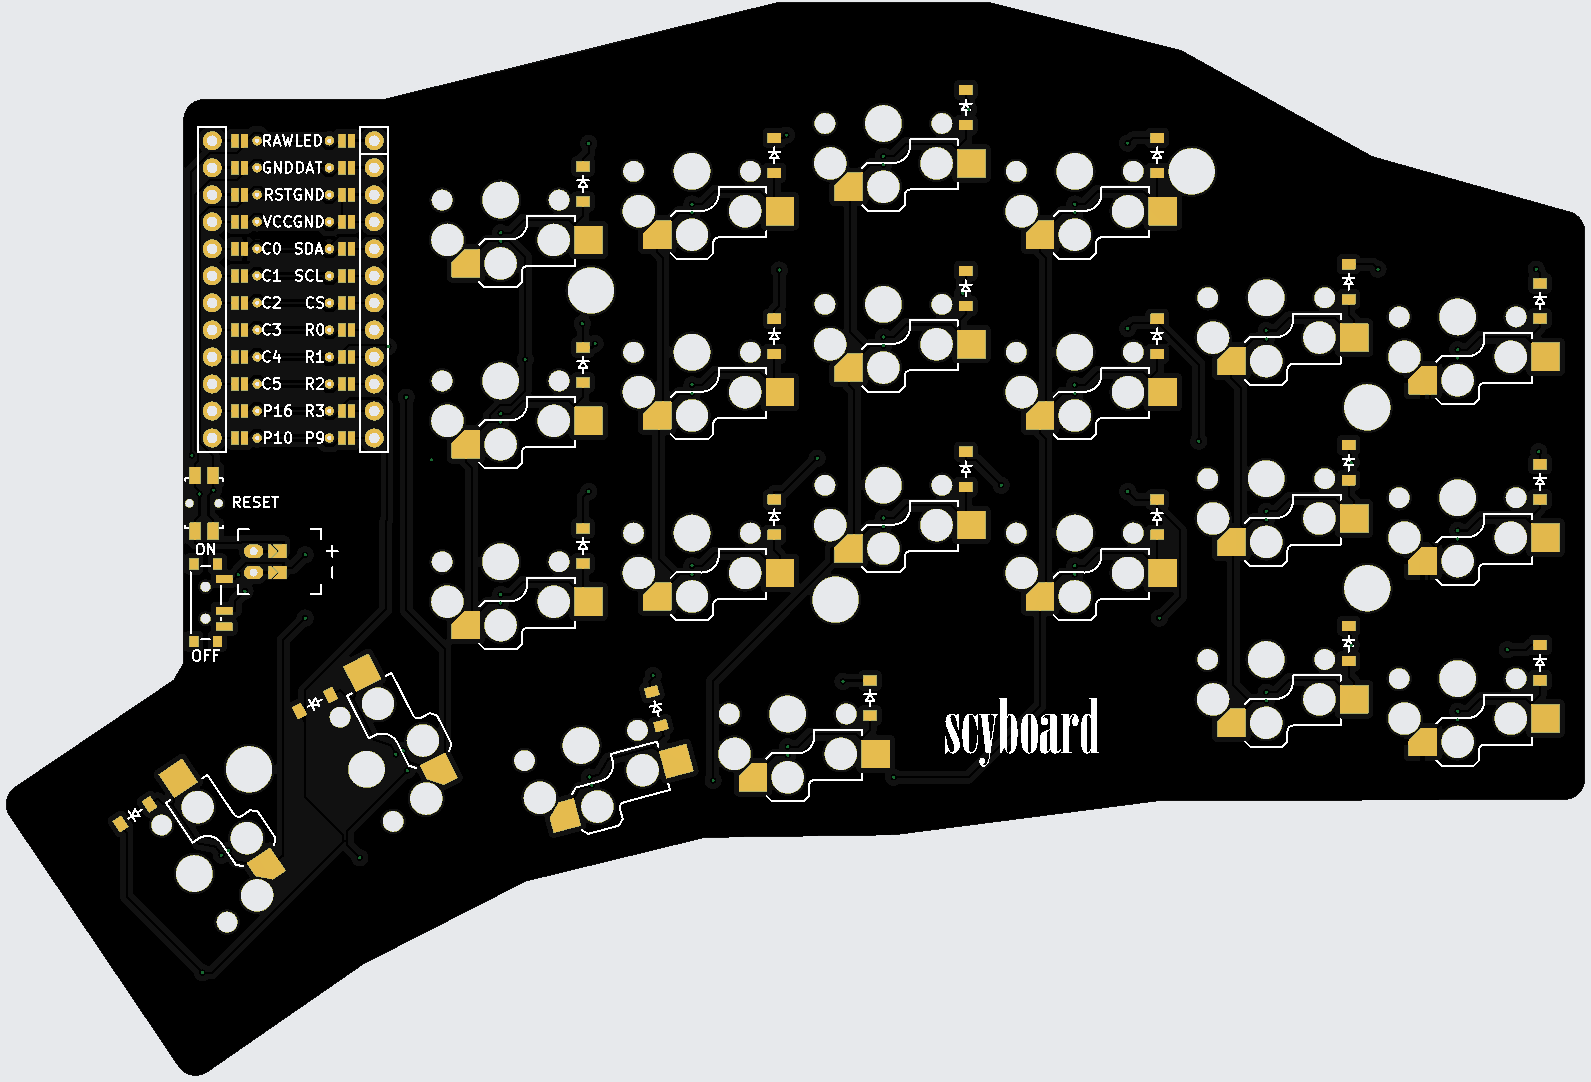 RAW LED
GND DAT
RST GND
VCC GND
C0 SDA
C1 SCL
C2 CS
C3 R0
C4 R1
C5 R2
P16 R3
P10 P9
RESET
ON
+
OFF
scyboard